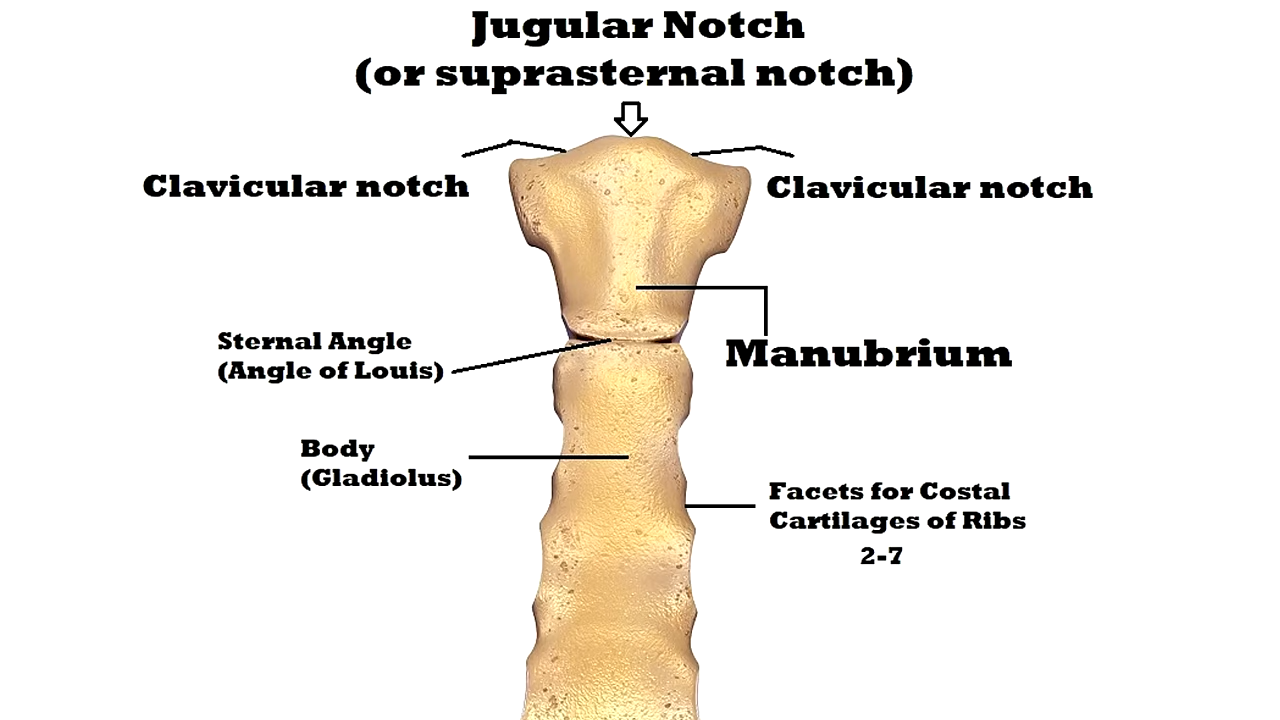 Jugular Notch
(or suprasternal notch)
Clavicular notch
Clavicular notch
Sternal Angle
(Angle of Louis)
Manubrium
Body
(Gladiolus)
Facets for Costal
Cartilages of Ribs
2-7